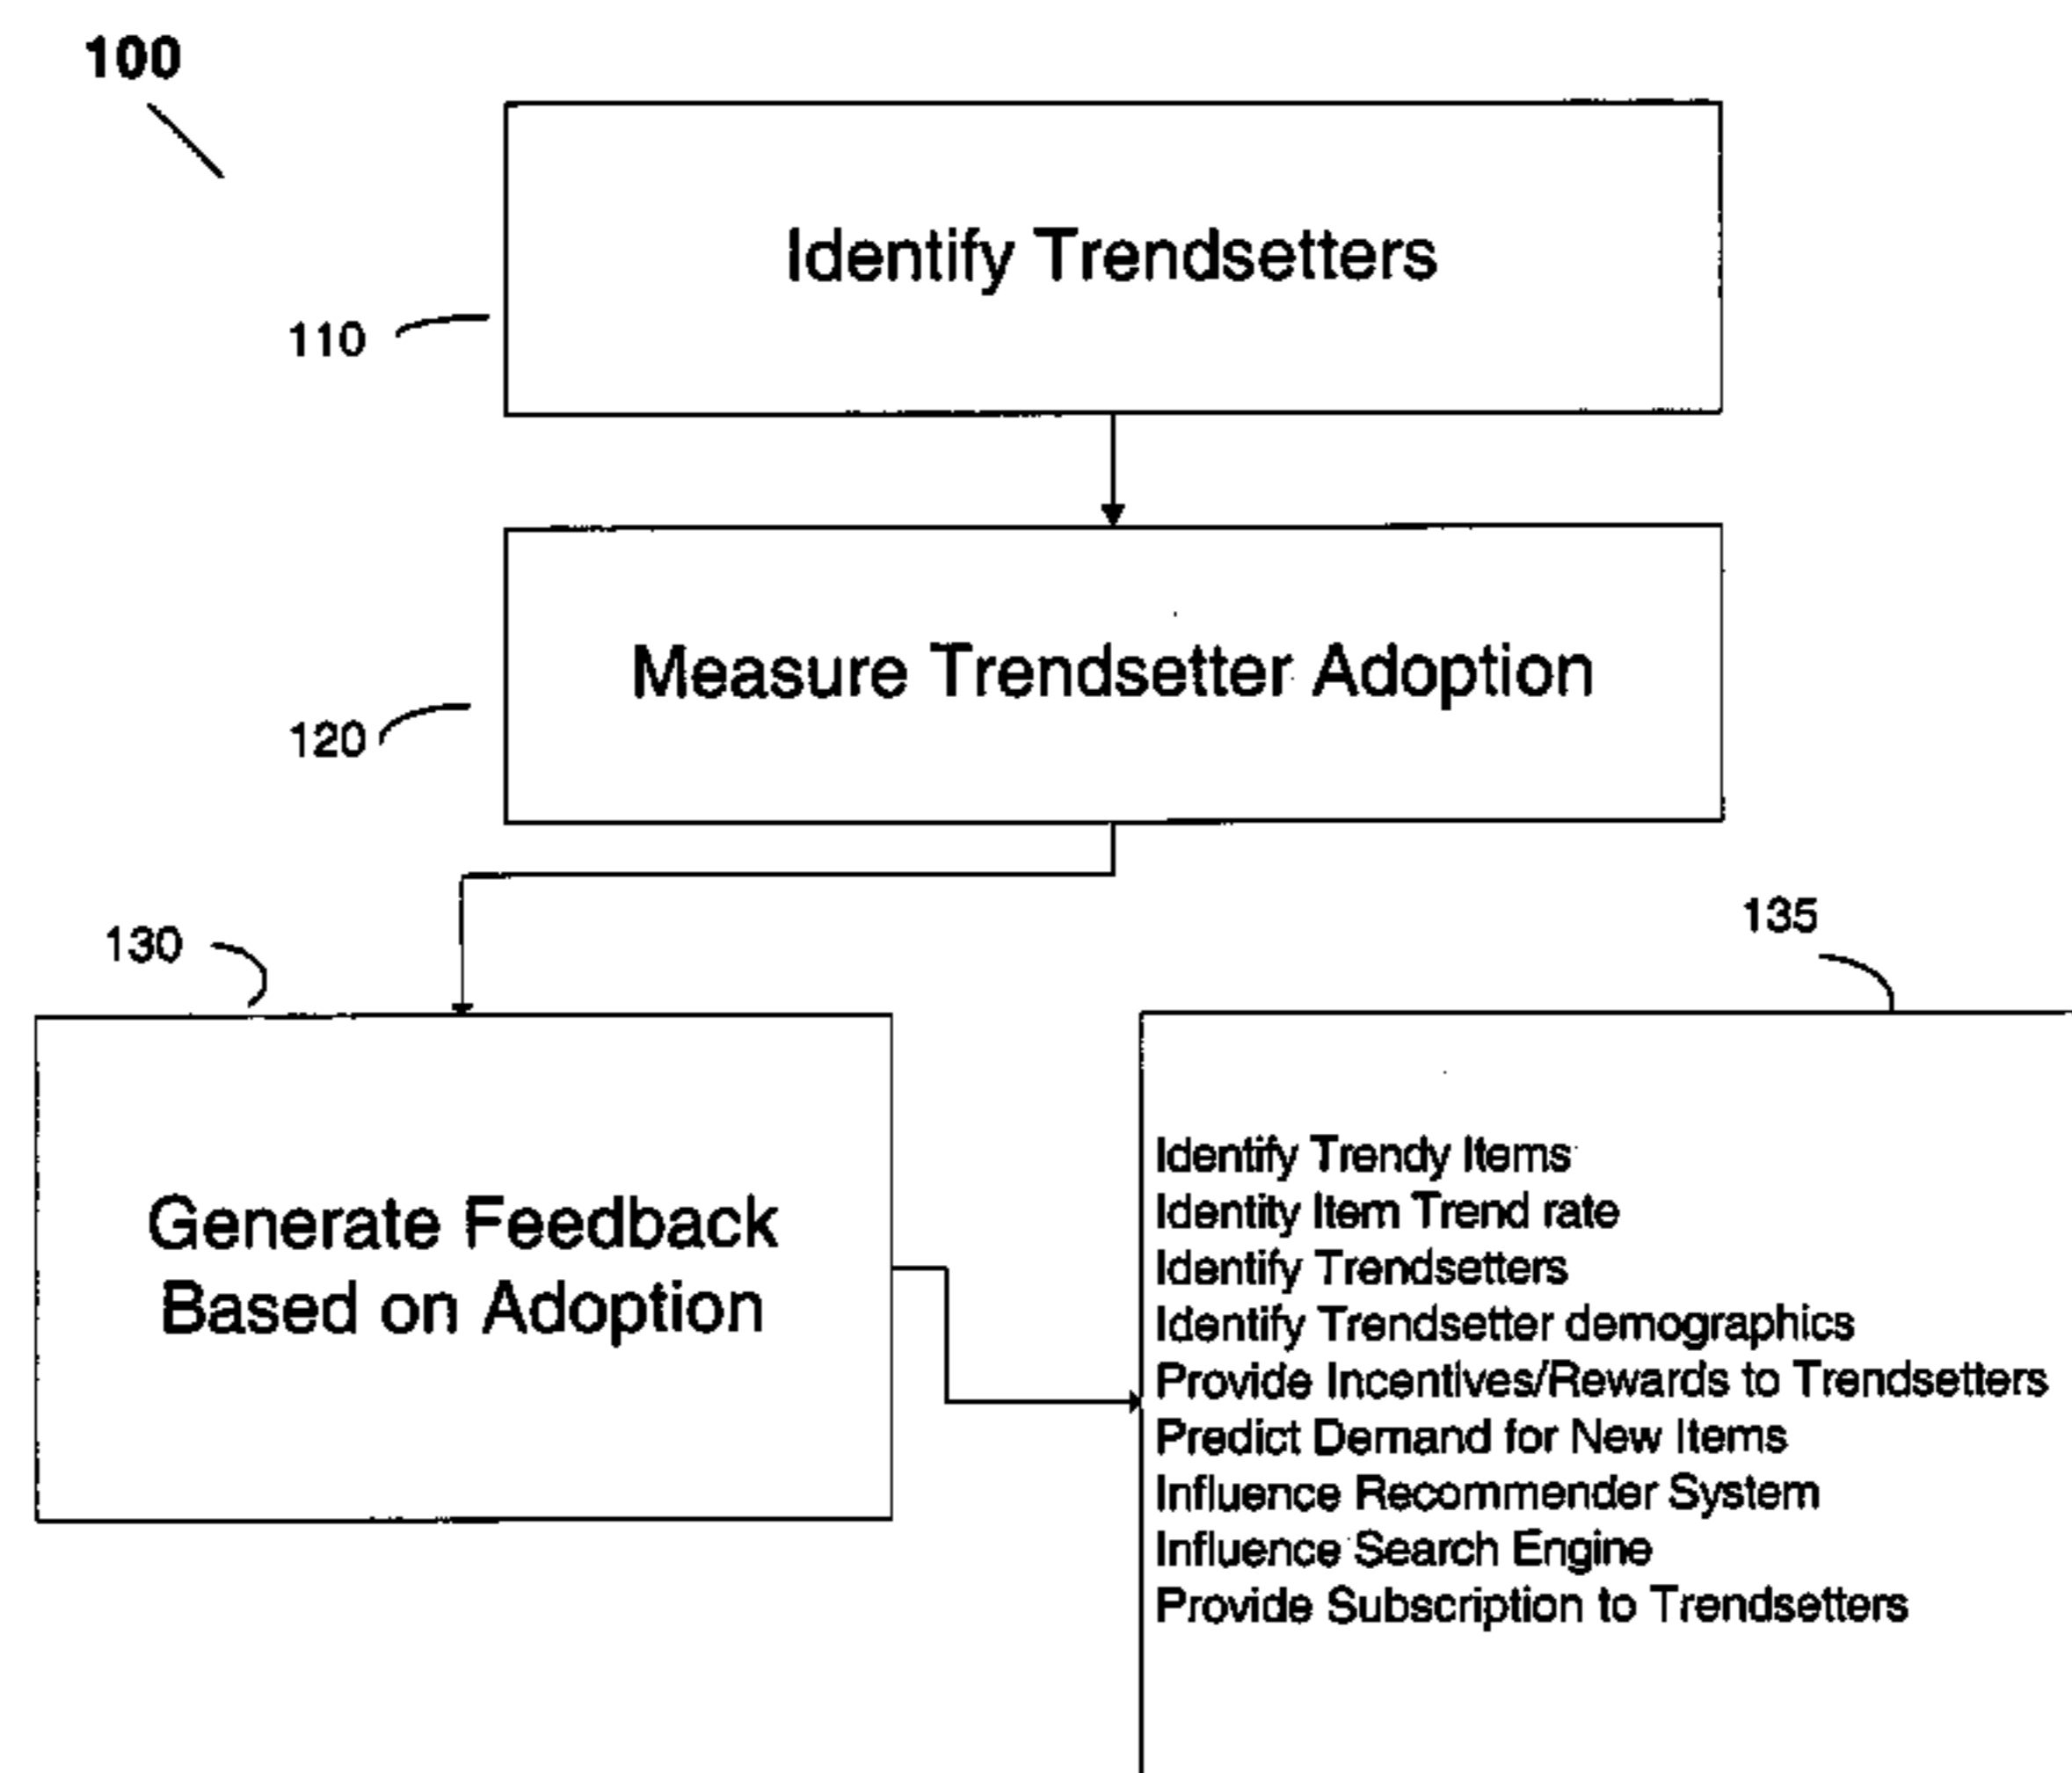 100
Identify Trendsetters
110
Measure Trendsetter Adoption
120
130
135
Generate Feedback
Based on Adoption
Identify Trendy Items
Identity Item Trend rate
Identify Trendsetters
Identify Trendsetter demographics
Provide Incentives/Rewards to Trendsetters
Predict Demand for New Items
Influence Recommender System
Influence Search Engine
Provide Subscription to Trendsetters